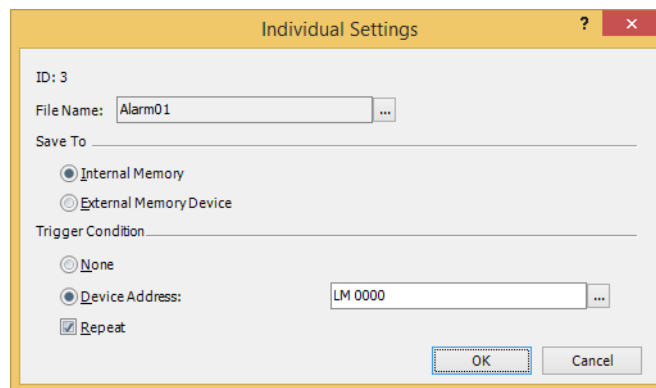 Individual Settings ? ×
ID: 3
File Name: Alarm01 ...
Save To
Internal Memory
External Memory Device
Trigger Condition
None
Device Address: LM 0000 ...
Repeat
OK Cancel